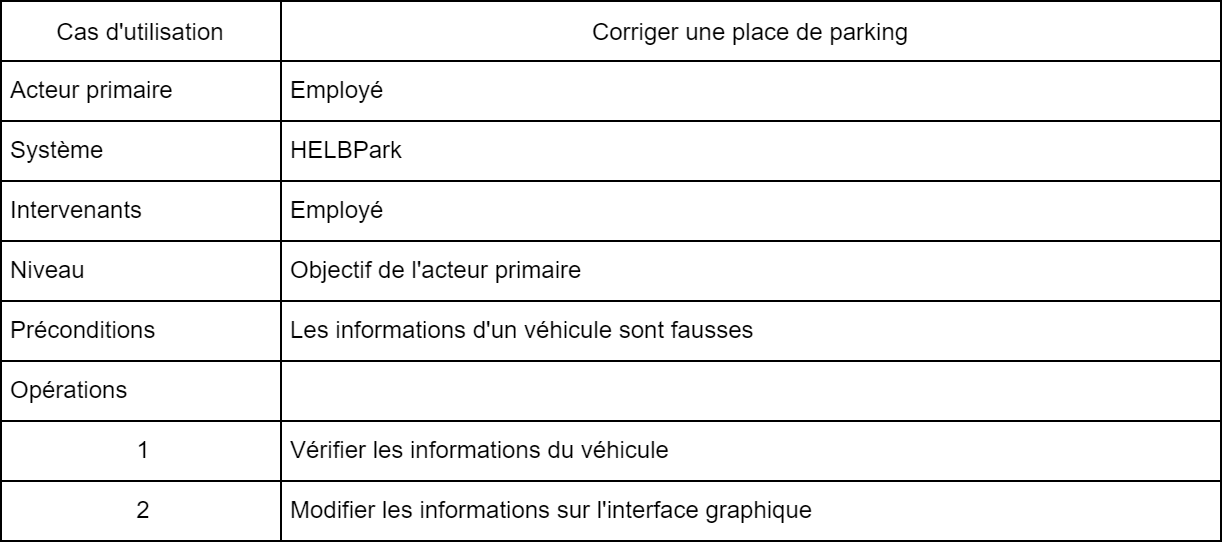 Cas d'utilisation Corriger une place de parking
Acteur primaire Employé
Système HELBPark
Intervenants Employé
Niveau Objectif de l'acteur primaire
Préconditions Les informations d'un véhicule sont fausses
Opérations
1 Vérifier les informations du véhicule
2 Modifier les informations sur l'interface graphique